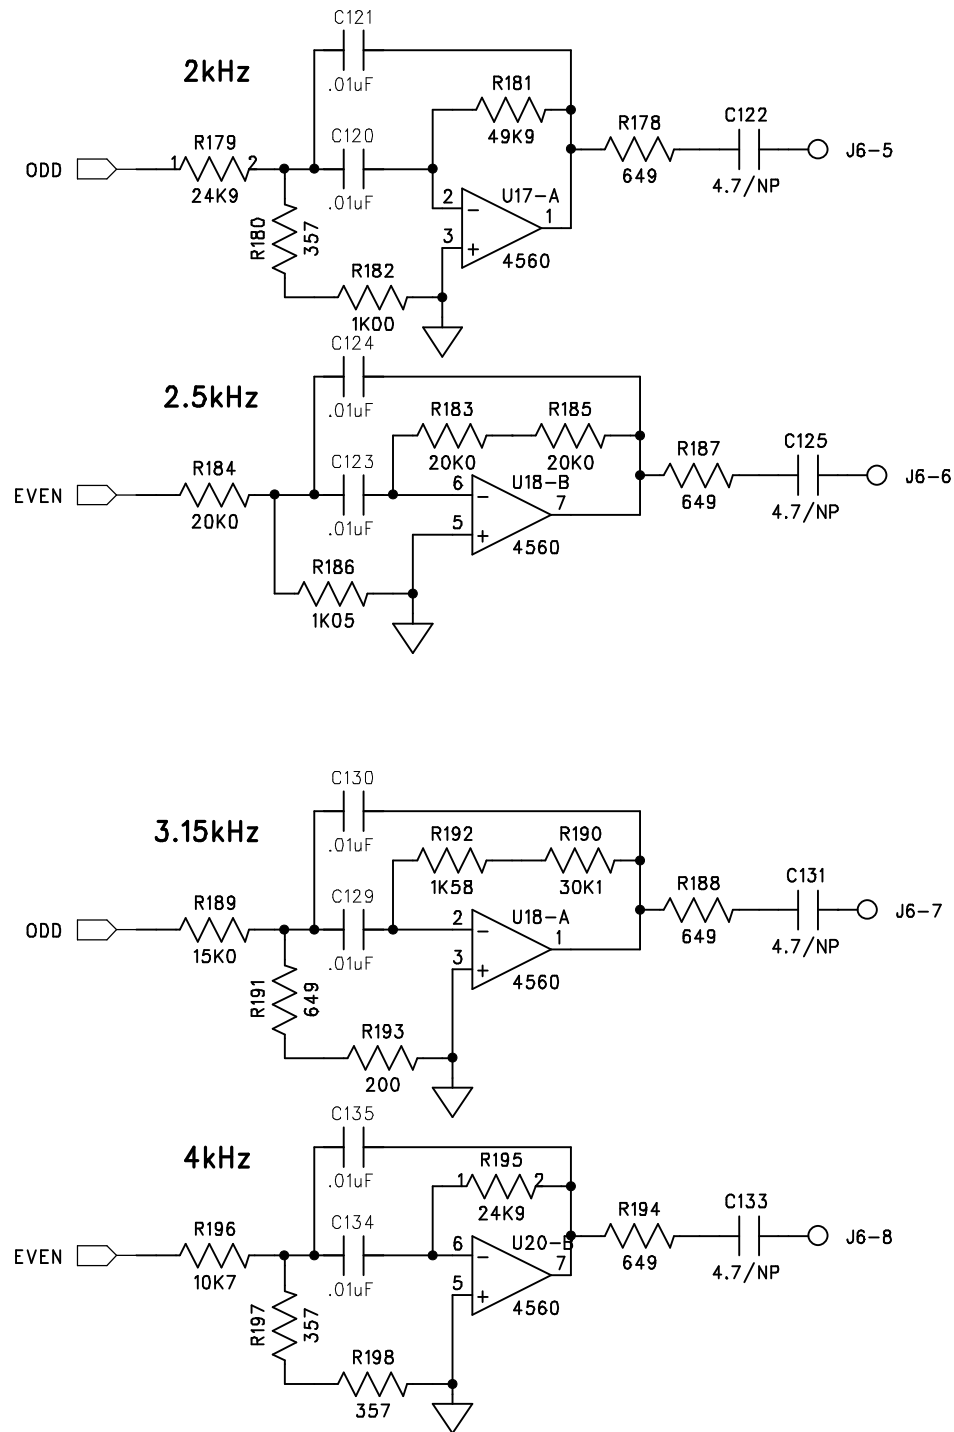 C121
2kHz
.01uF
R181
49K9
C122
R178
R179
C120
ODD
1
2
J6-5
24K9
.01uF
2
U17-A
1
649
4.7/NP
R180
357
3
4560
R182
1K00
C124
2.5kHz
.01uF
R183
R185
20K0
20K0
C125
R187
R184
C123
EVEN
6
U18-B
7
J6-6
20K0
.01uF
5
649
4.7/NP
4560
R186
1K05
C130
3.15kHz
.01uF
R192
R190
1K58
30K1
C131
R188
R189
C129
ODD
2
U18-A
1
J6-7
15K0
.01uF
3
649
4.7/NP
R191
649
4560
R193
200
C135
4kHz
.01uF
R195
1
2
24K9
C133
R194
R196
C134
EVEN
6
U20-B
7
J6-8
10K7
.01uF
5
649
4.7/NP
R197
357
4560
R198
357